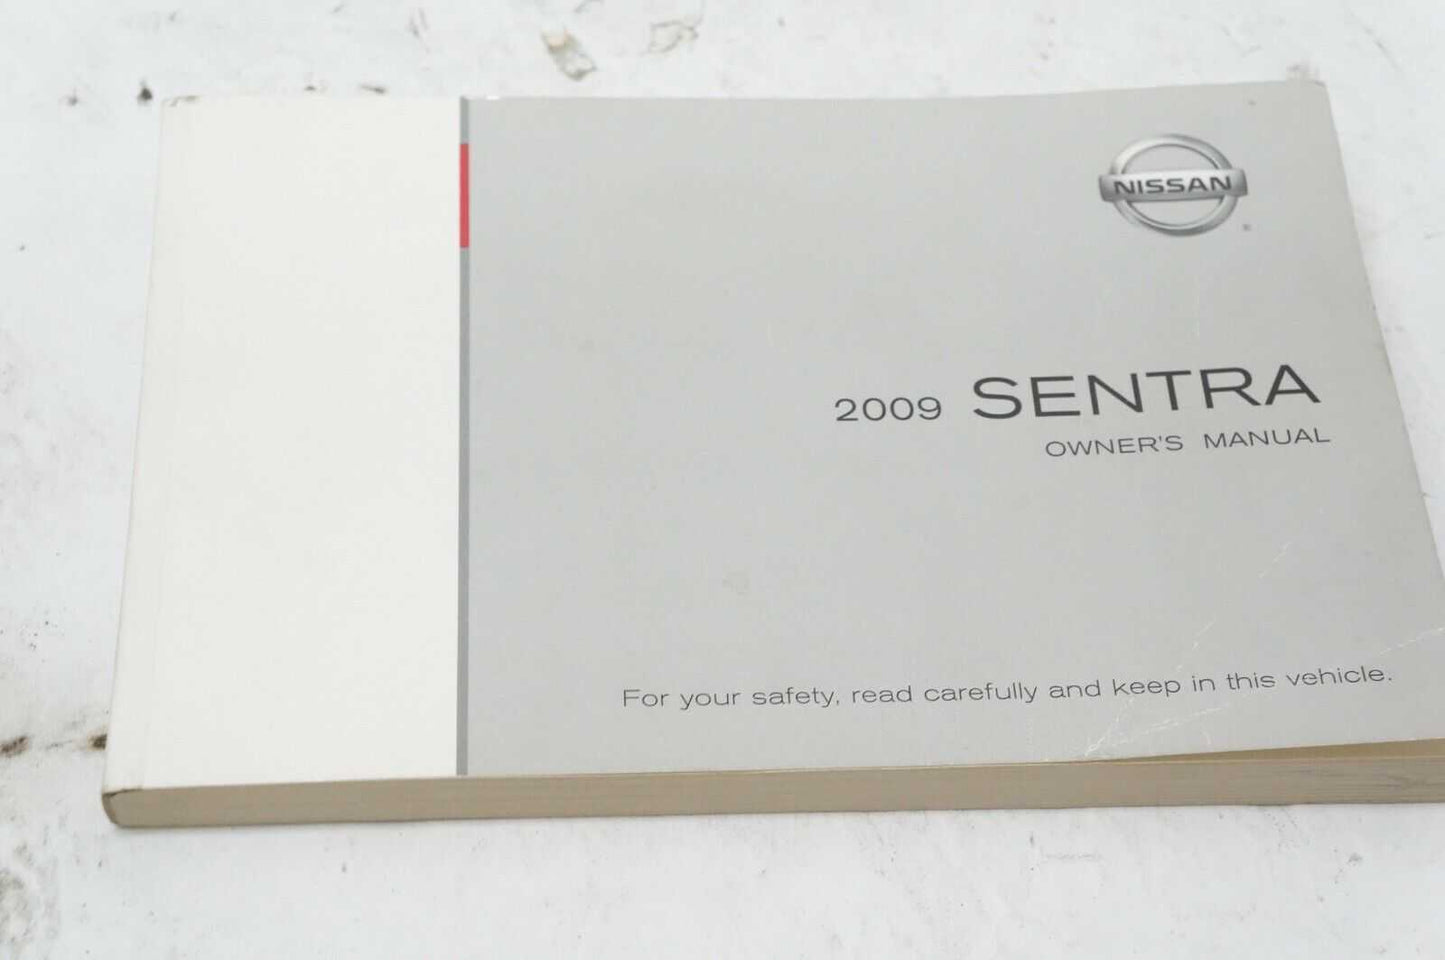 NISSAN
2009 SENTRA
OWNER'S MANUAL
For your safety, read carefully and keep in this vehicle.